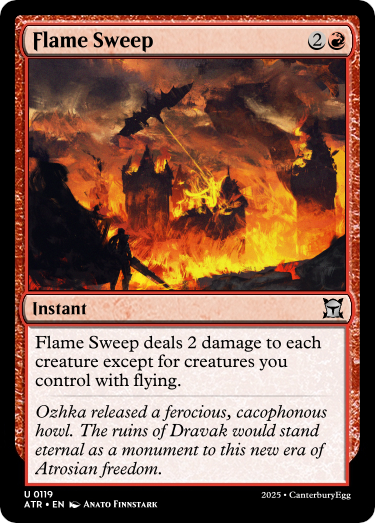 Flame Sweep 2
Instant
Flame Sweep deals 2 damage to each
creature except for creatures you
control with flying.
Ozhka released a ferocious, cacophonous
howl. The ruins of Dravak would stand
eternal as a monument to this new era of
Atrosian freedom.
U 0119
ATR • EN Anato Finnstark 2025 • CanterburyEgg